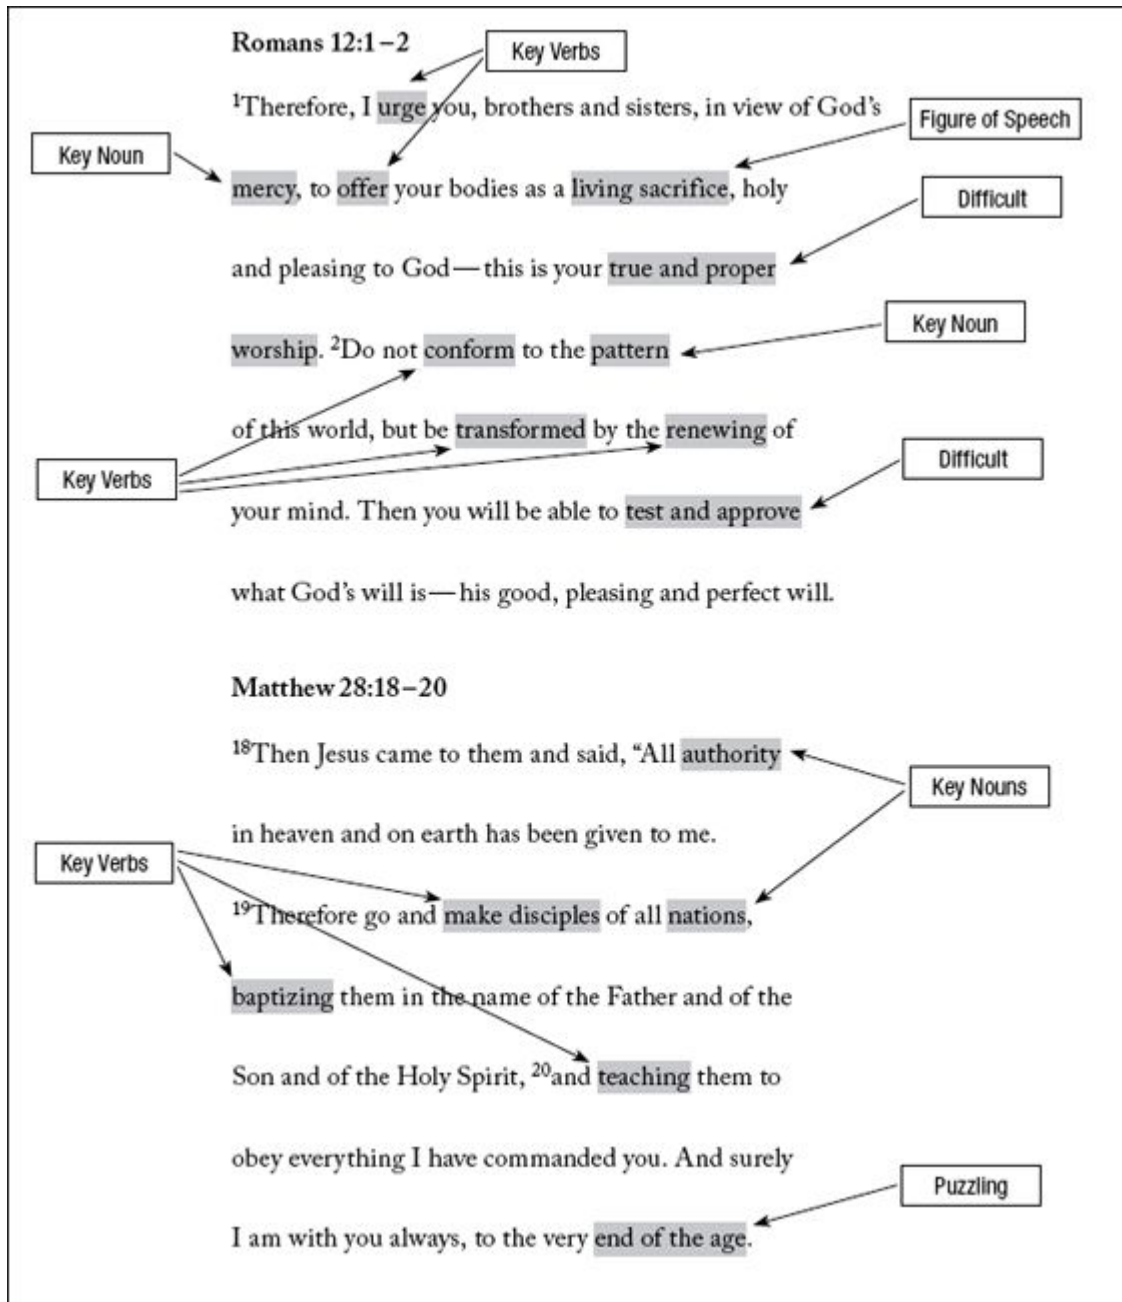 Romans 12:1–2
Key Verbs
¹Therefore, I urge you, brothers and sisters, in view of God’s
Figure of Speech
Key Noun
mercy, to offer your bodies as a living sacrifice, holy
Difficult
and pleasing to God—this is your true and proper
Key Noun
worship. ²Do not conform to the pattern
of this world, but be transformed by the renewing of
Difficult
Key Verbs
your mind. Then you will be able to test and approve
what God’s will is—his good, pleasing and perfect will.
Matthew 28:18–20
¹⁸Then Jesus came to them and said, “All authority
Key Nouns
in heaven and on earth has been given to me.
Key Verbs
¹⁹Therefore go and make disciples of all nations,
baptizing them in the name of the Father and of the
Son and of the Holy Spirit, ²⁰and teaching them to
obey everything I have commanded you. And surely
Puzzling
I am with you always, to the very end of the age.